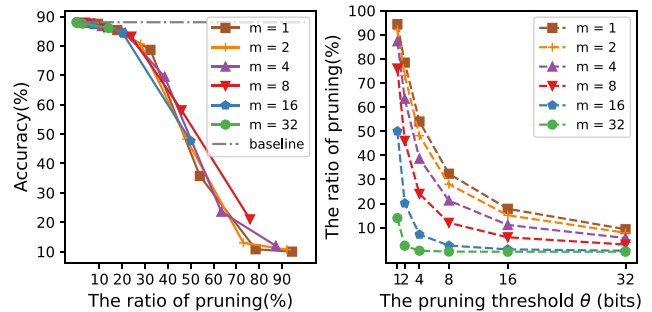 90
80
70
60
50
40
30
20
10
Accuracy(%)
m = 1
m = 2
m = 4
m = 8
m = 16
m = 32
baseline
10 20 30 40 50 60 70 80 90
The ratio of pruning(%)
100
90
80
70
60
50
40
30
20
10
The ratio of pruning(%)
m = 1
m = 2
m = 4
m = 8
m = 16
m = 32
1 2 4 8 16 32
The pruning threshold θ (bits)